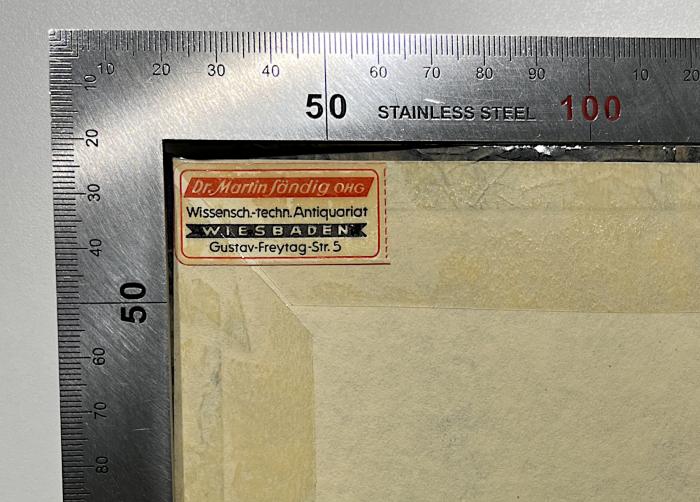 10 20 30 40 50 60 70 80 90 100 10 20
STAINLESS STEEL
10
20
30
40
50
60
70
80
Dr. Martin Sändig OHG
Wissensch.-techn. Antiquariat
WIESBADEN
Gustav-Freytag-Str. 5